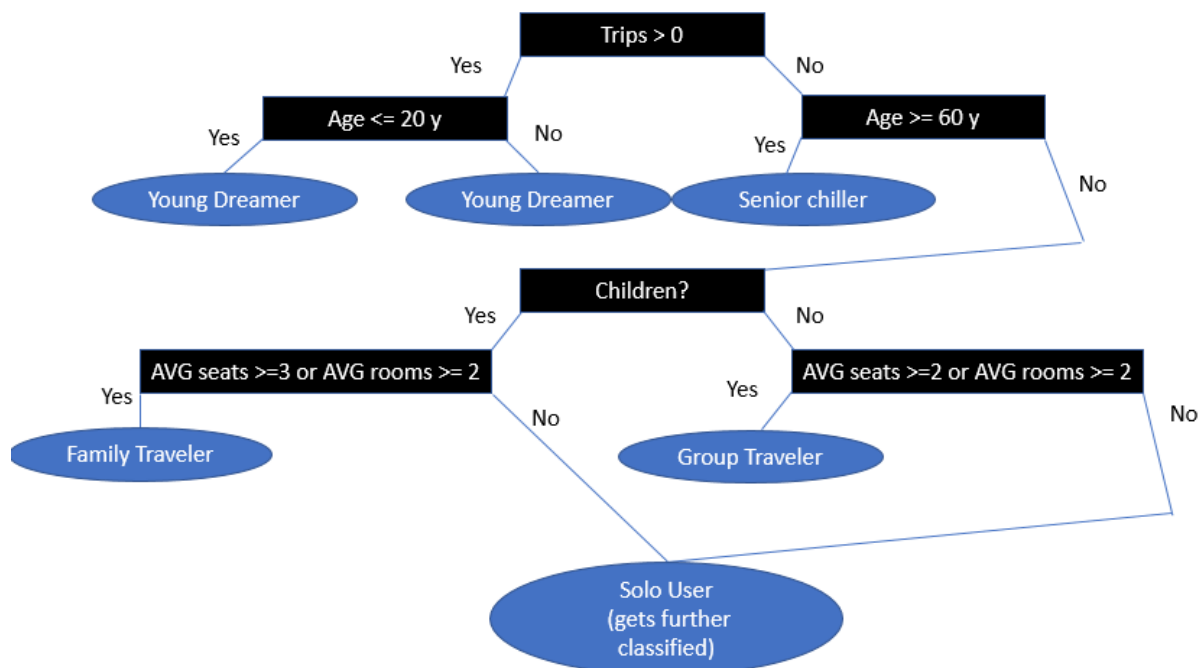 Trips > 0
Yes
No
Age <= 20 y
Age >= 60 y
Yes
No
Yes
No
Young Dreamer
Young Dreamer
Senior chiller
Children?
Yes
No
AVG seats >=3 or AVG rooms >= 2
AVG seats >=2 or AVG rooms >= 2
Yes
No
Yes
No
Family Traveler
Group Traveler
Solo User
(gets further
classified)